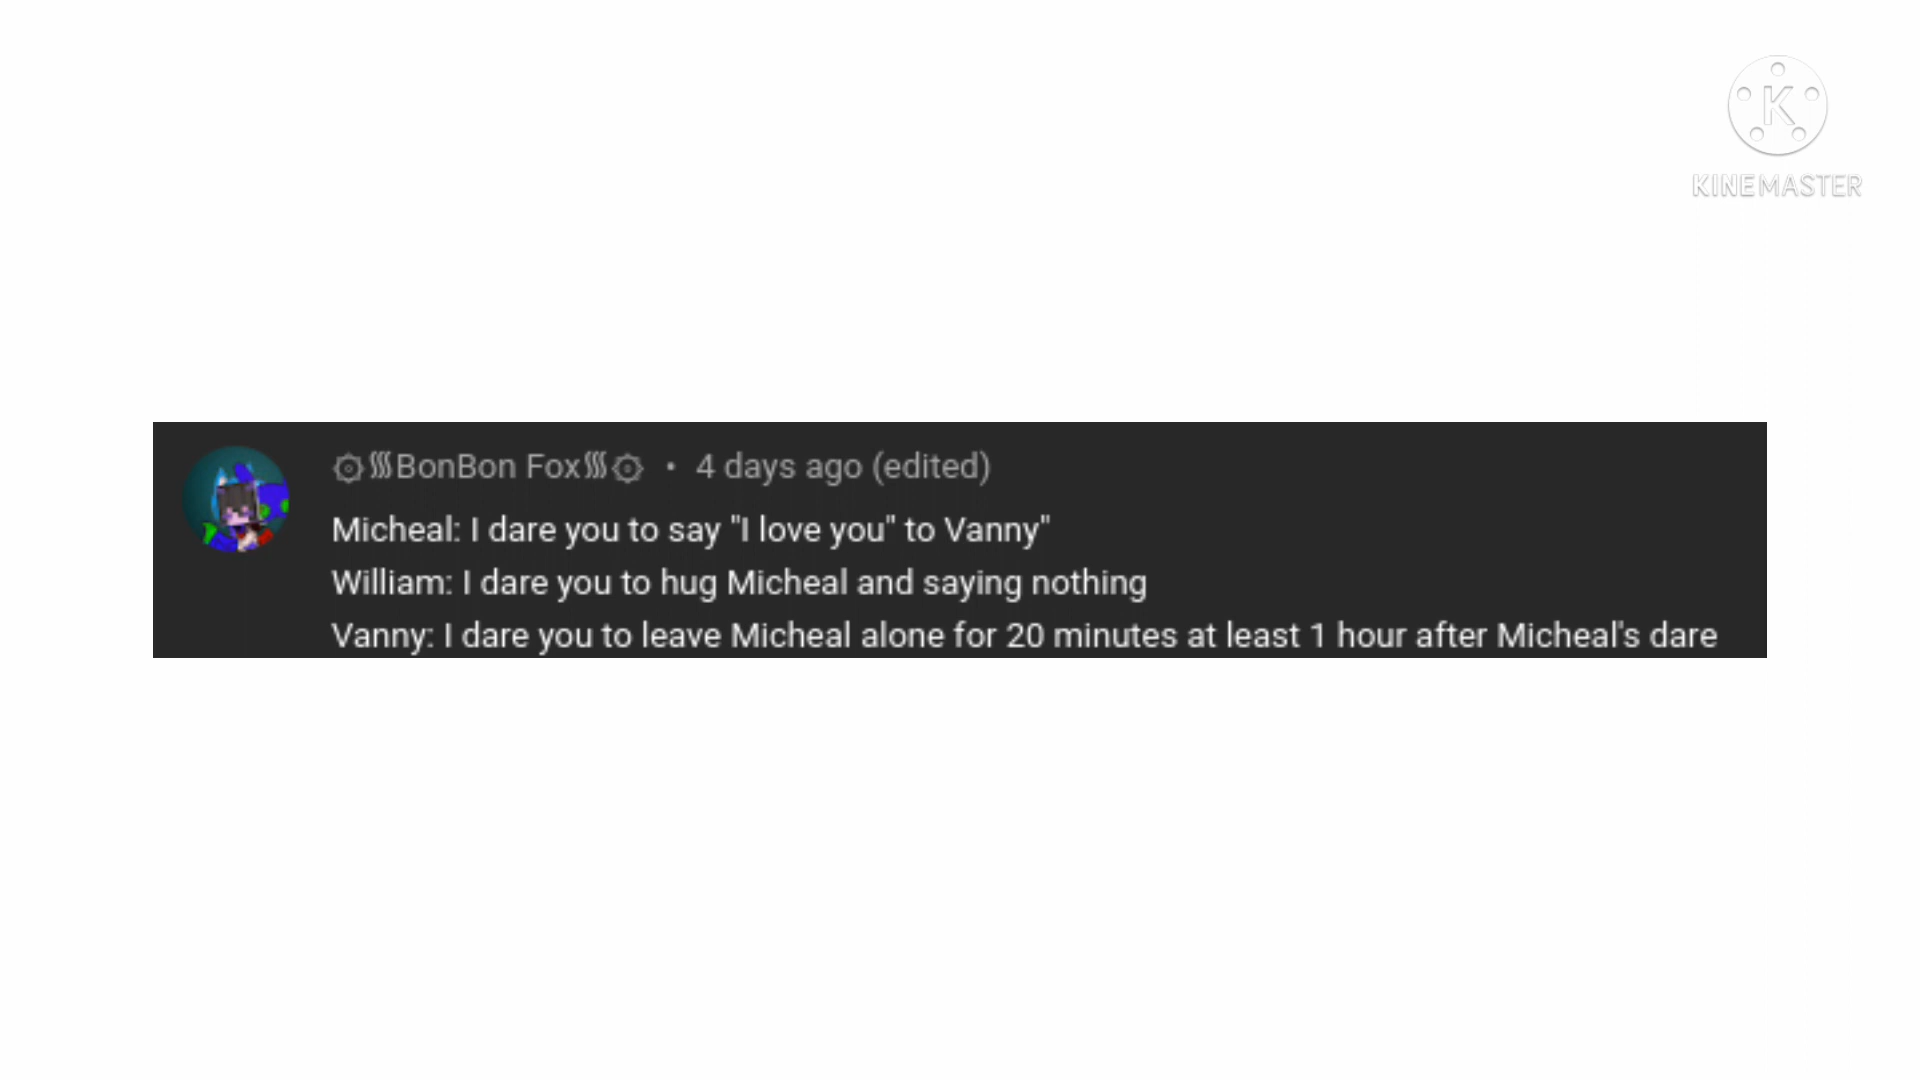 K
KINEMASTER
BonBon Fox • 4 days ago (edited)
Micheal: I dare you to say "I love you" to Vanny"
William: I dare you to hug Micheal and saying nothing
Vanny: I dare you to leave Micheal alone for 20 minutes at least 1 hour after Micheal's dare